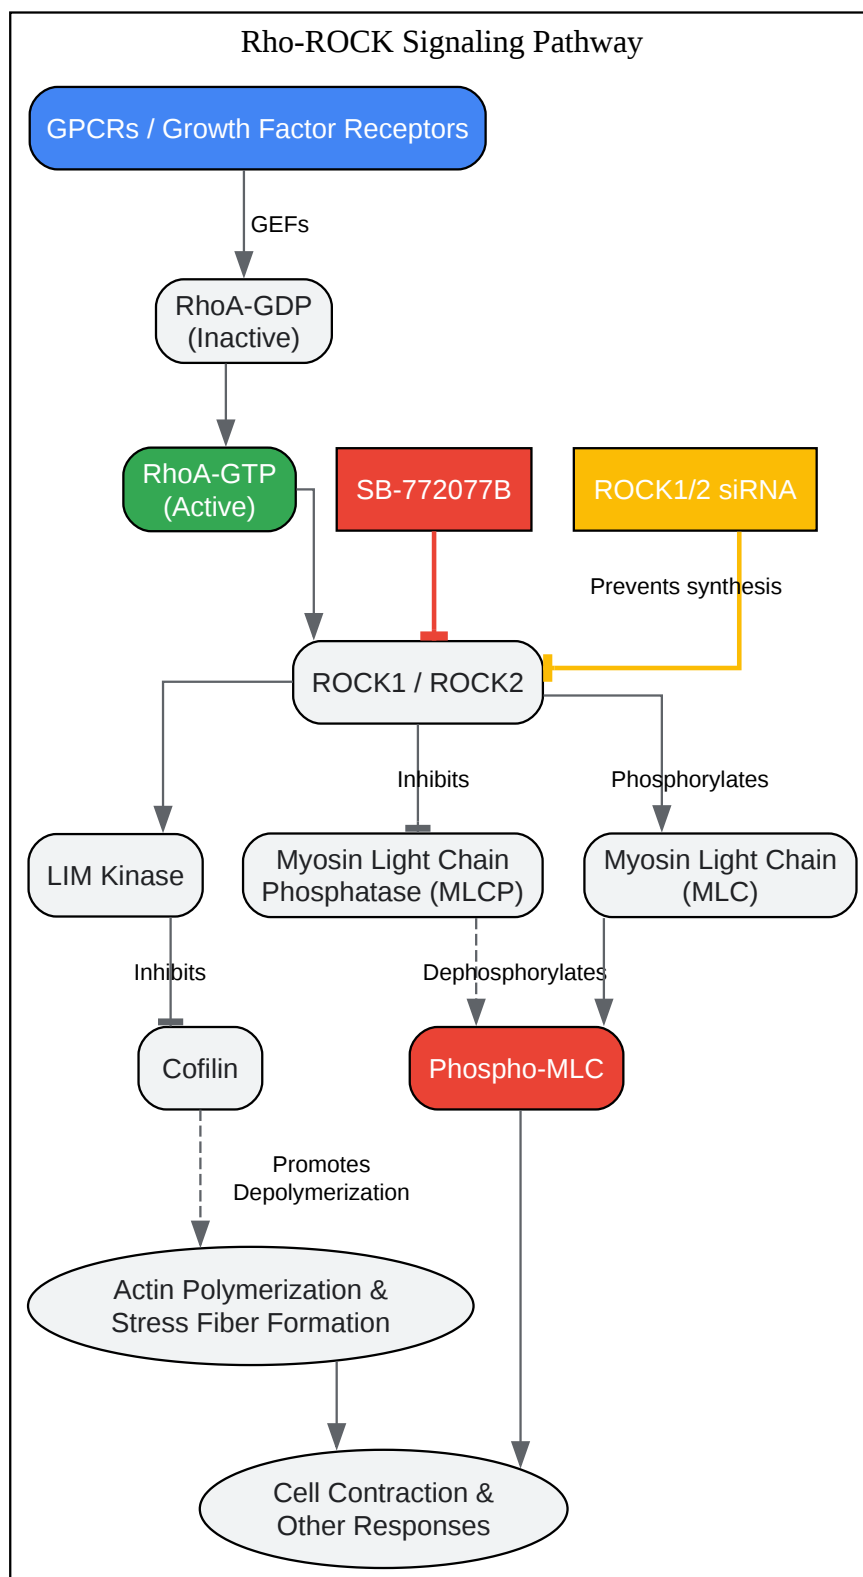 Rho-ROCK Signaling Pathway
GPCRs / Growth Factor Receptors
GEFs
RhoA-GDP
(Inactive)
RhoA-GTP
(Active)
SB-772077B
ROCK1/2 siRNA
Prevents synthesis
ROCK1 / ROCK2
Inhibits
Phosphorylates
LIM Kinase
Myosin Light Chain
Phosphatase (MLCP)
Myosin Light Chain
(MLC)
Inhibits
Dephosphorylates
Cofilin
Phospho-MLC
Promotes
Depolymerization
Actin Polymerization &
Stress Fiber Formation
Cell Contraction &
Other Responses